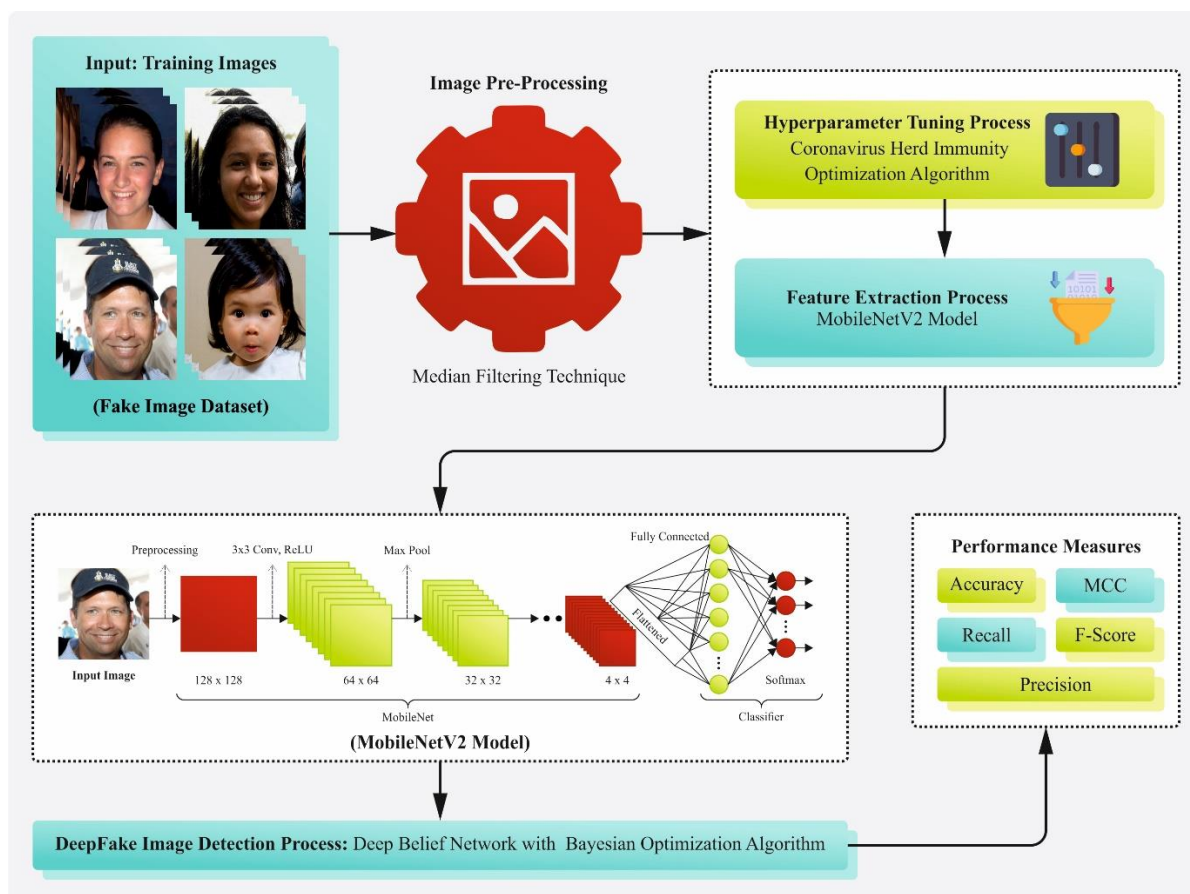 Input: Training Images
(Fake Image Dataset)
Image Pre-Processing
Median Filtering Technique
Hyperparameter Tuning Process
Coronavirus Herd Immunity
Optimization Algorithm
Feature Extraction Process
MobileNetV2 Model
10101
Preprocessing
3x3 Conv, ReLU
Max Pool
Fully Connected
Flattened
Input Image
128 x 128
64 x 64
32 x 32
4 x 4
Softmax
MobileNet
Classifier
(MobileNetV2 Model)
Performance Measures
Accuracy
MCC
Recall
F-Score
Precision
DeepFake Image Detection Process: Deep Belief Network with Bayesian Optimization Algorithm